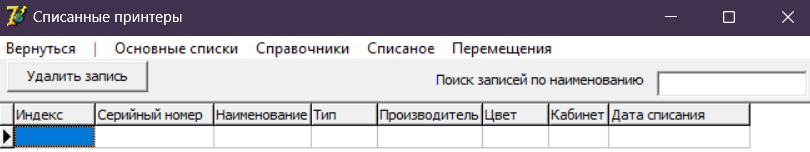 Списанные принтеры
Вернуться | Основные списки Справочники Списаное Перемещения
Удалить запись Поиск записей по наименованию
Индекс Серийный номер Наименование Тип Производитель Цвет Кабинет Дата списания